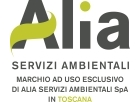 Alia
SERVIZI AMBIENTALI
MARCHIO AD USO ESCLUSIVO
DI ALIA SERVIZI AMBIENTALI SpA
IN TOSCANA